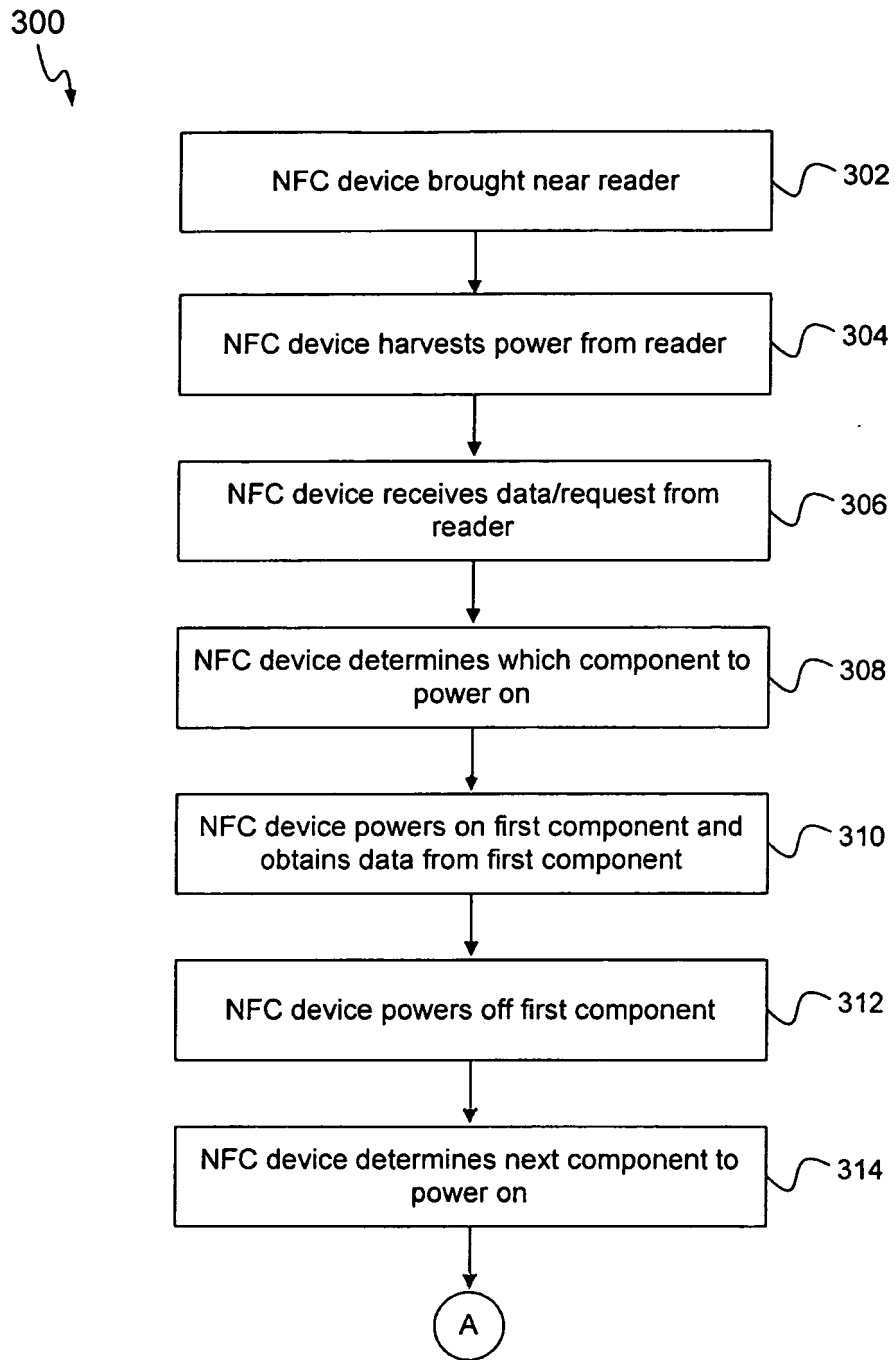 300
NFC device brought near reader
302
NFC device harvests power from reader
304
NFC device receives data/request from
reader
306
NFC device determines which component to
power on
308
NFC device powers on first component and
obtains data from first component
310
NFC device powers off first component
312
NFC device determines next component to
power on
314
A